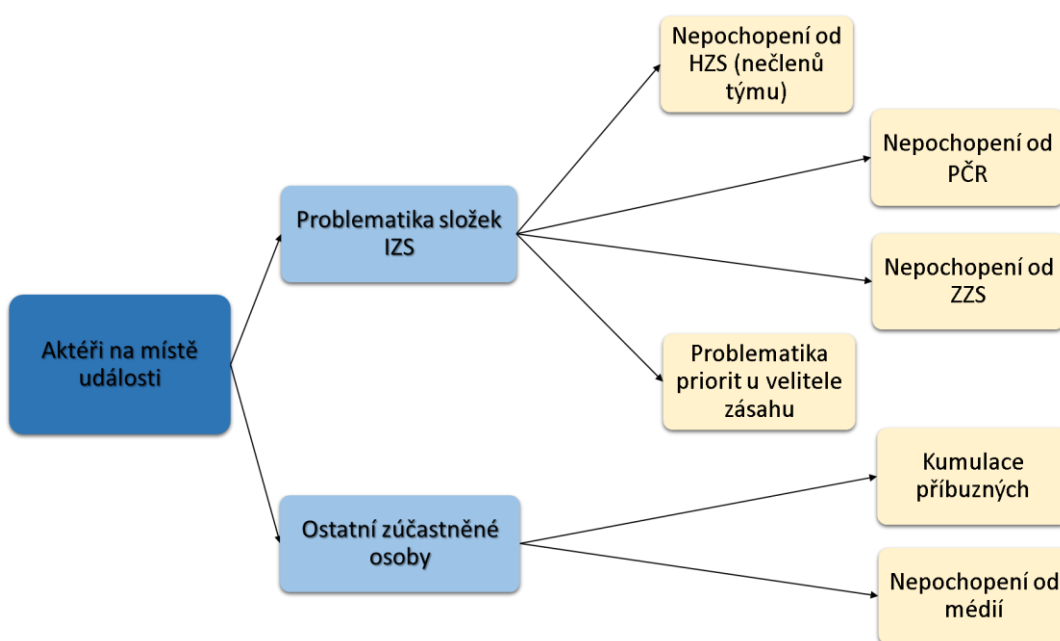 Nepochopení od
HZS (nečlenů
týmu)
Nepochopení od
PČR
Problematika složek
IZS
Nepochopení od
ZZS
Aktéři na místě
události
Problematika
priorit u velitele
zásahu
Kumulace
příbuzných
Ostatní zúčastněné
osoby
Nepochopení od
médií